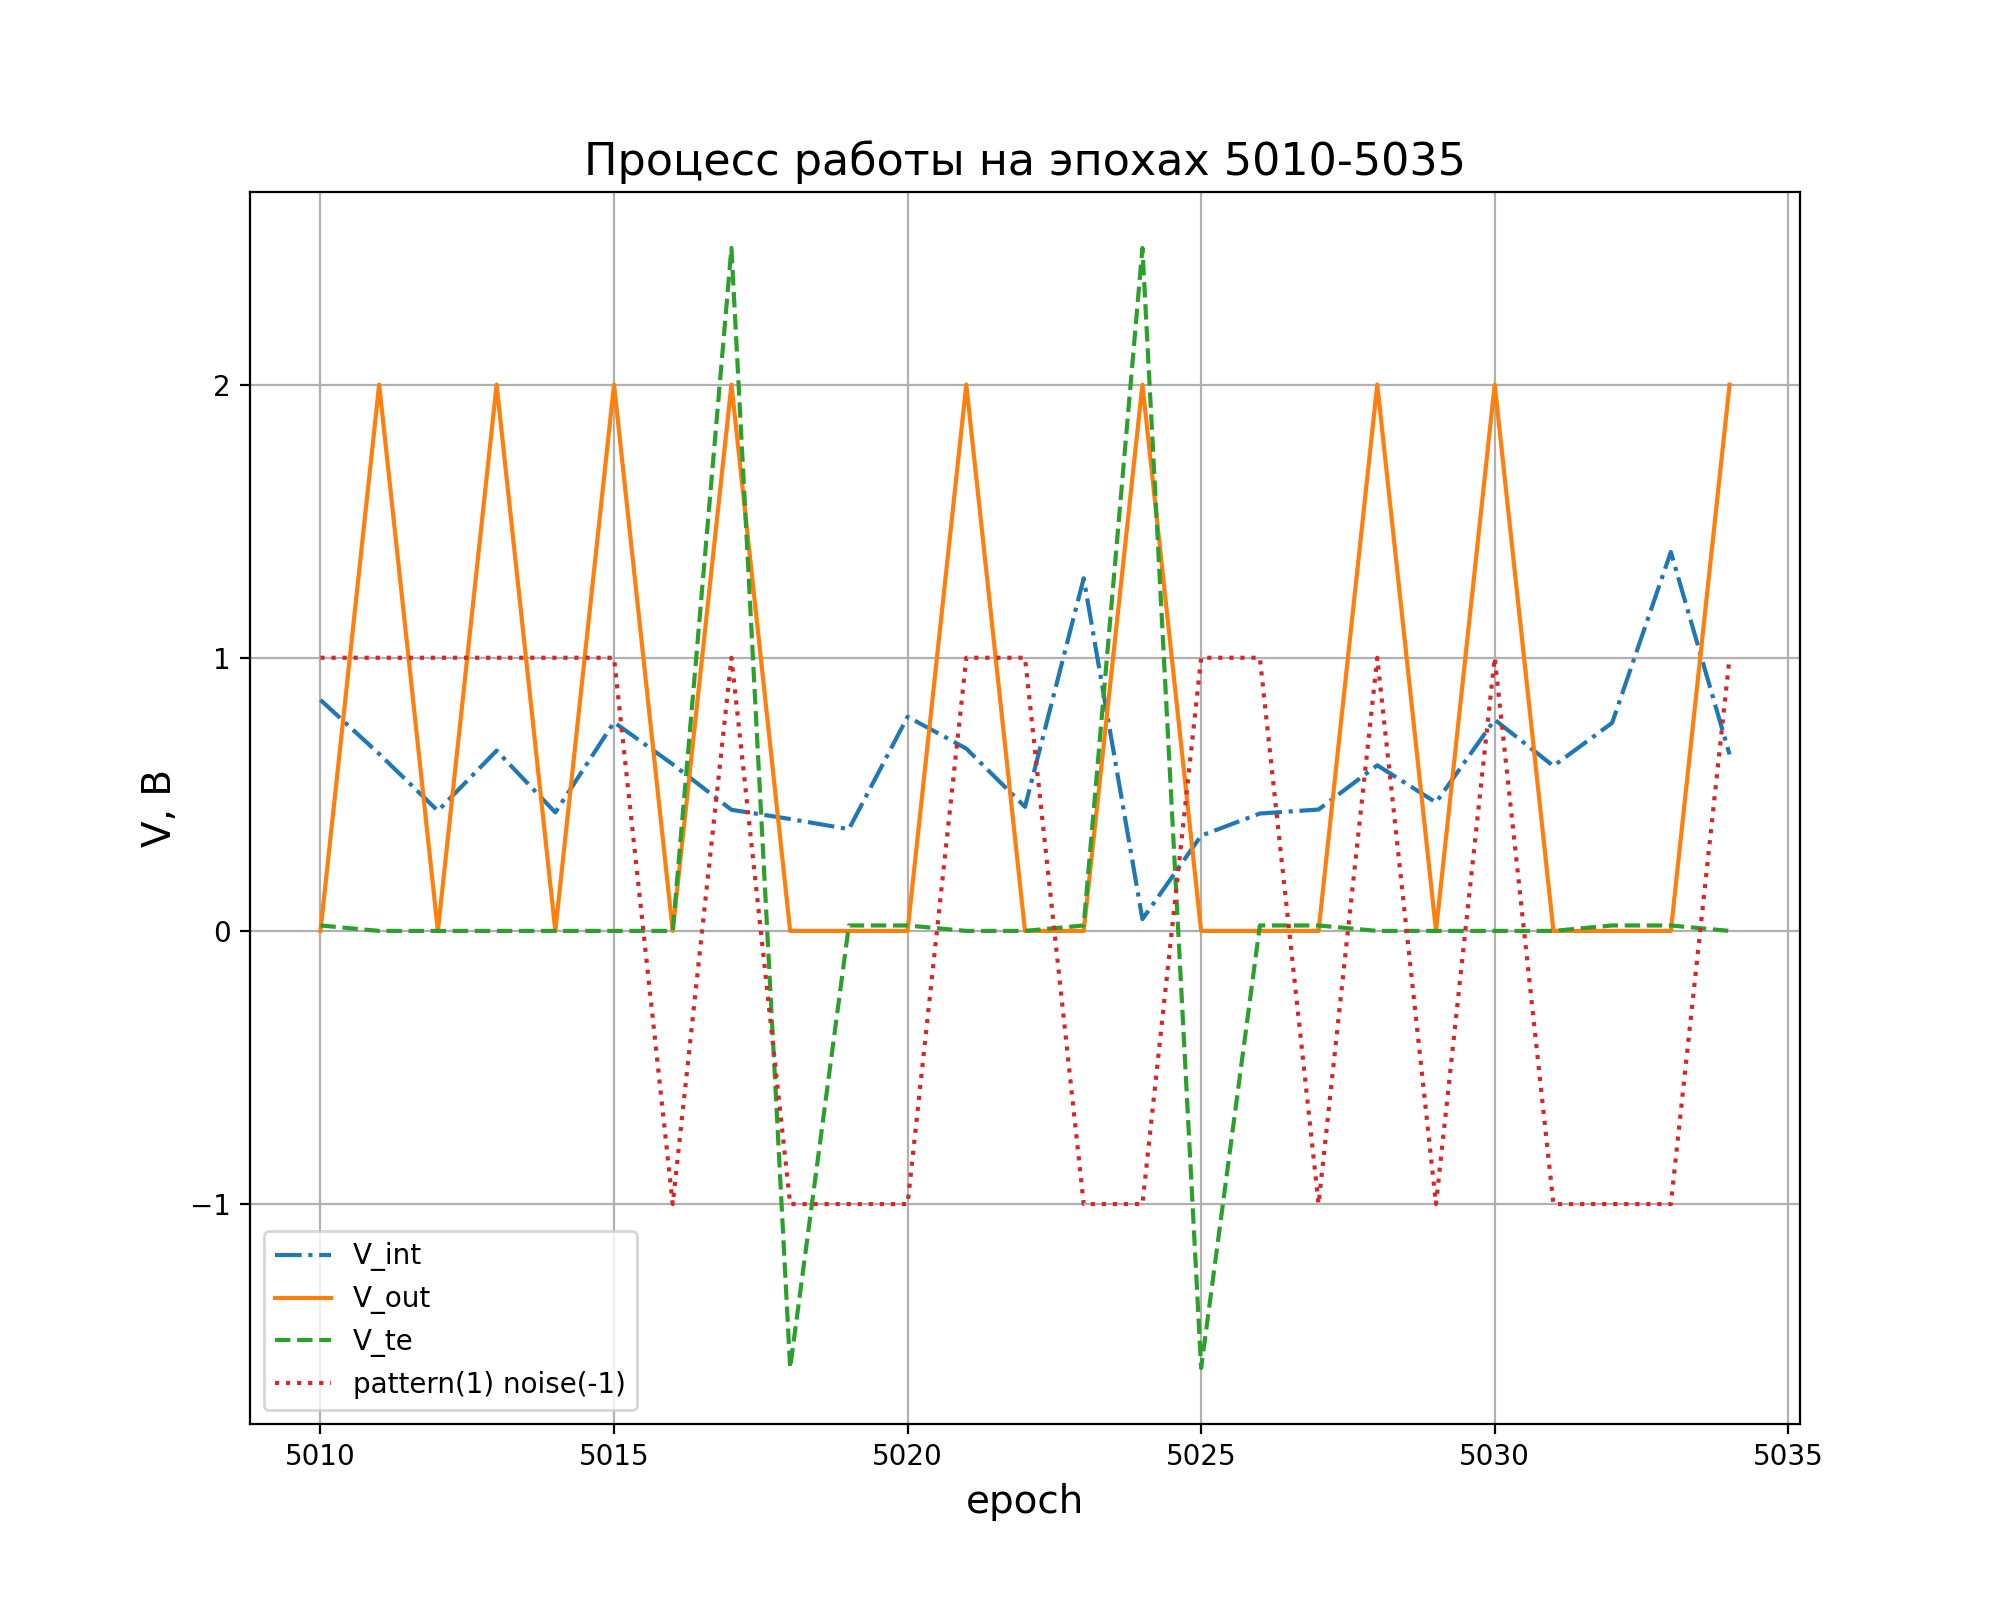 Процесс работы на эпохах 5010-5035
V, B
2
1
0
−1
V_int
V_out
V_te
pattern(1) noise(-1)
5010 5015 5020 5025 5030 5035
epoch